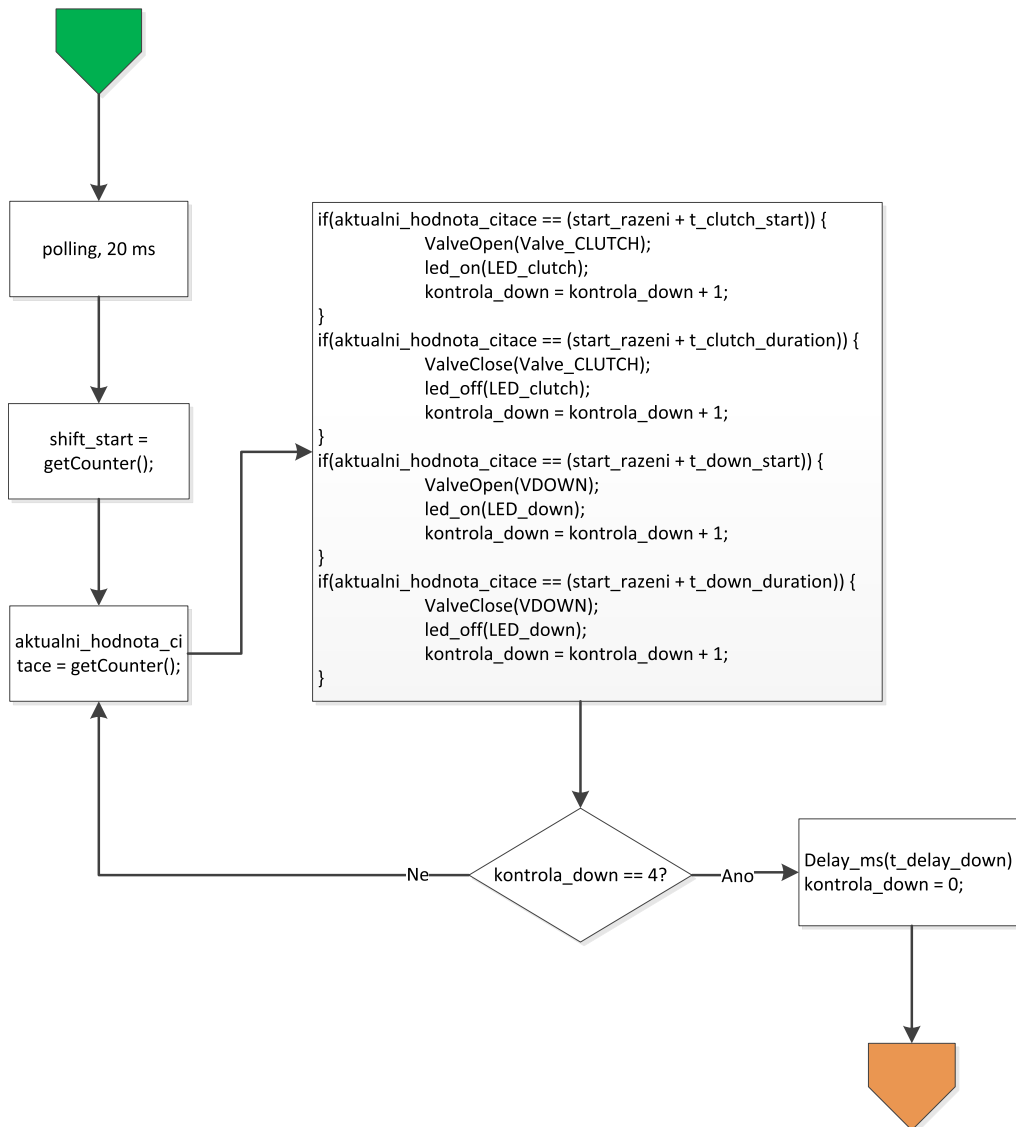 polling, 20 ms
shift_start =
getCounter();
aktualni_hodnota_ci
tace = getCounter();
if(aktualni_hodnota_citace == (start_razeni + t_clutch_start)) {
ValveOpen(Valve_CLUTCH);
led_on(LED_clutch);
kontrola_down = kontrola_down + 1;
}
if(aktualni_hodnota_citace == (start_razeni + t_clutch_duration)) {
ValveClose(Valve_CLUTCH);
led_off(LED_clutch);
kontrola_down = kontrola_down + 1;
}
if(aktualni_hodnota_citace == (start_razeni + t_down_start)) {
ValveOpen(VDOWN);
led_on(LED_down);
kontrola_down = kontrola_down + 1;
}
if(aktualni_hodnota_citace == (start_razeni + t_down_duration)) {
ValveClose(VDOWN);
led_off(LED_down);
kontrola_down = kontrola_down + 1;
}
Ne
kontrola_down == 4?
Ano
Delay_ms(t_delay_down)
kontrola_down = 0;